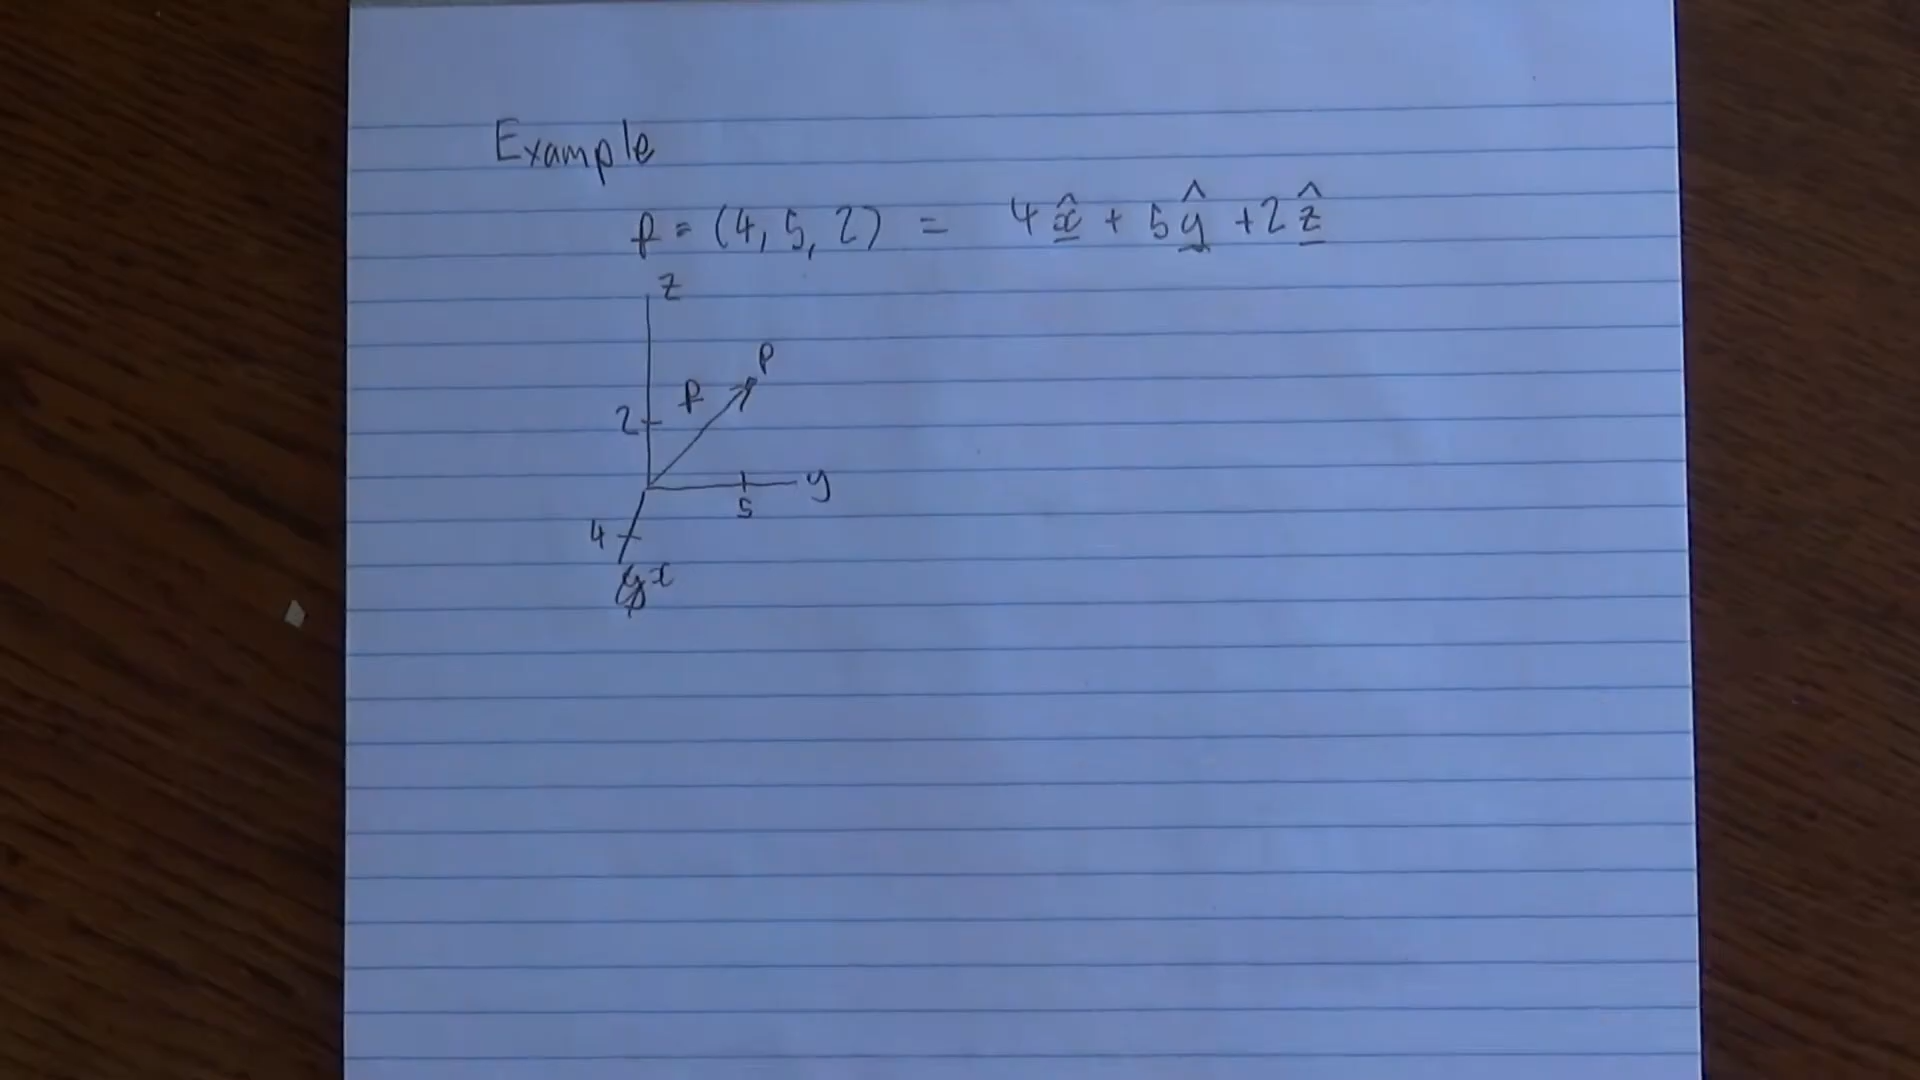 Example
p = (4, 5, 2) = 4x̂ + 5ŷ + 2ẑ
z
P
p
2
y
5
4
x